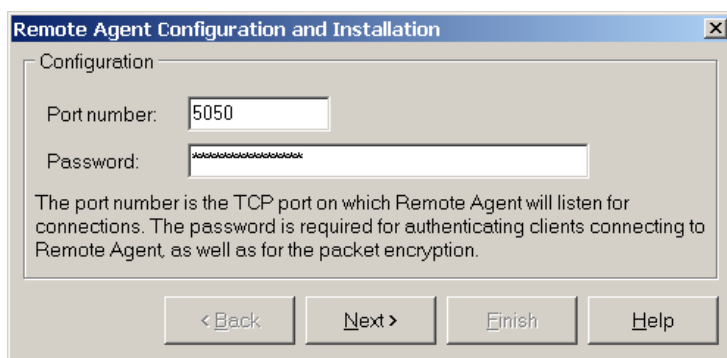 Remote Agent Configuration and Installation
Configuration
Port number: 5050
Password: ****************
The port number is the TCP port on which Remote Agent will listen for
connections. The password is required for authenticating clients connecting to
Remote Agent, as well as for the packet encryption.
< Back Next > Finish Help